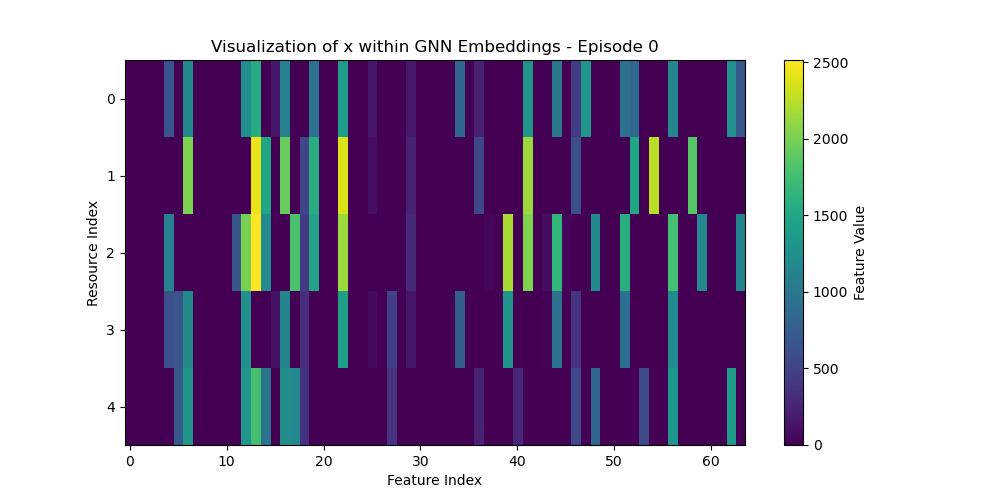 Visualization of x within GNN Embeddings - Episode 0
Resource Index
0
1
2
3
4
0 10 20 30 40 50 60
Feature Index
2500
2000
1500
1000
500
0
Feature Value